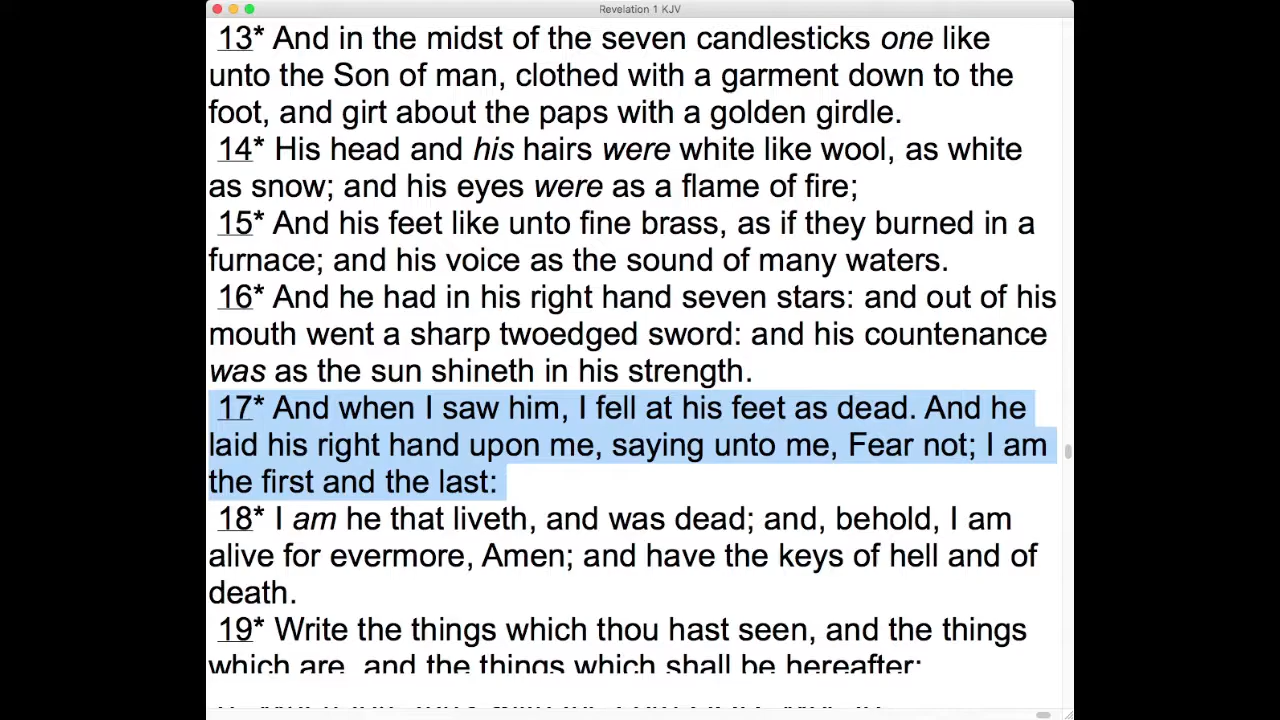 Revelation 1 KJV
13* And in the midst of the seven candlesticks one like
unto the Son of man, clothed with a garment down to the
foot, and girt about the paps with a golden girdle.
14* His head and his hairs were white like wool, as white
as snow; and his eyes were as a flame of fire;
15* And his feet like unto fine brass, as if they burned in a
furnace; and his voice as the sound of many waters.
16* And he had in his right hand seven stars: and out of his
mouth went a sharp twoedged sword: and his countenance
was as the sun shineth in his strength.
17* And when I saw him, I fell at his feet as dead. And he
laid his right hand upon me, saying unto me, Fear not; I am
the first and the last:
18* I am he that liveth, and was dead; and, behold, I am
alive for evermore, Amen; and have the keys of hell and of
death.
19* Write the things which thou hast seen, and the things
which are, and the things which shall be hereafter;